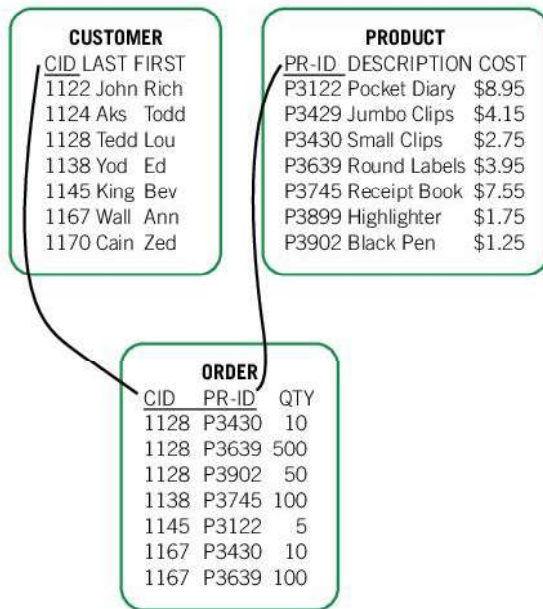 CUSTOMER
CID LAST FIRST
1122 John Rich
1124 Aks Todd
1128 Tedd Lou
1138 Yod Ed
1145 King Bev
1167 Wall Ann
1170 Cain Zed
PRODUCT
PR-ID DESCRIPTION COST
P3122 Pocket Diary $8.95
P3429 Jumbo Clips $4.15
P3430 Small Clips $2.75
P3639 Round Labels $3.95
P3745 Receipt Book $7.55
P3899 Highlighter $1.75
P3902 Black Pen $1.25
ORDER
CID PR-ID QTY
1128 P3430 10
1128 P3639 500
1128 P3902 50
1138 P3745 100
1145 P3122 5
1167 P3430 10
1167 P3639 100